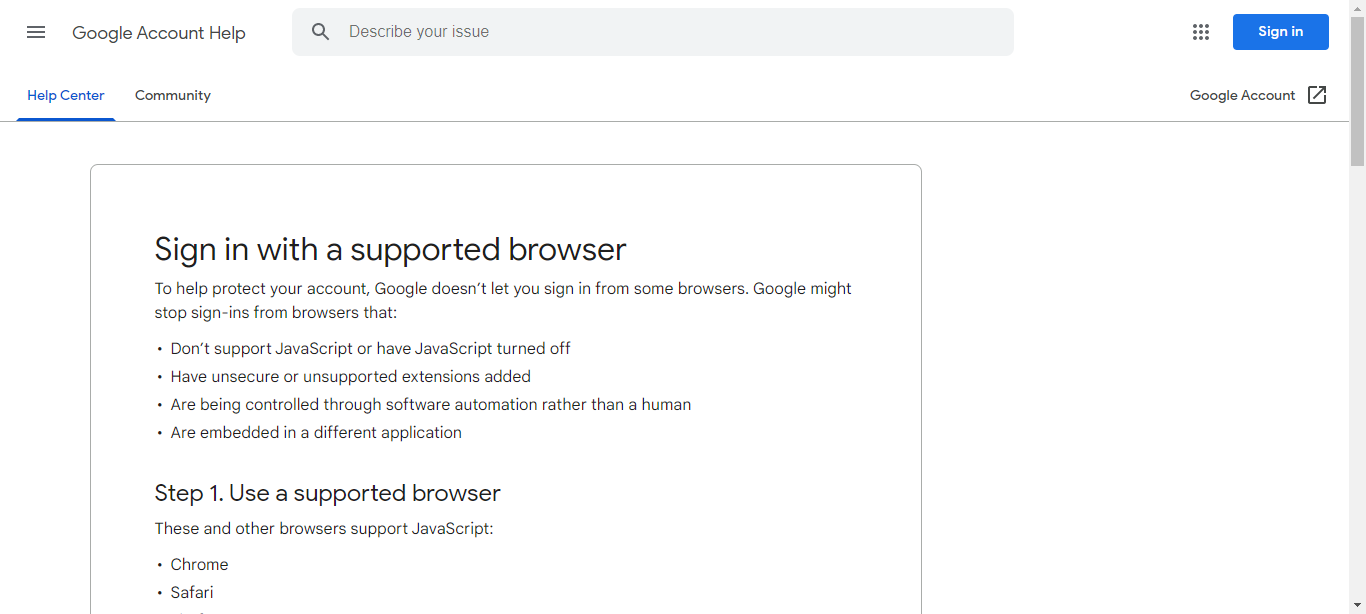 Google Account Help
Describe your issue
Sign in
Help Center
Community
Google Account
Sign in with a supported browser
To help protect your account, Google doesn’t let you sign in from some browsers. Google might
stop sign-ins from browsers that:
• Don’t support JavaScript or have JavaScript turned off
• Have unsecure or unsupported extensions added
• Are being controlled through software automation rather than a human
• Are embedded in a different application
Step 1. Use a supported browser
These and other browsers support JavaScript:
• Chrome
• Safari